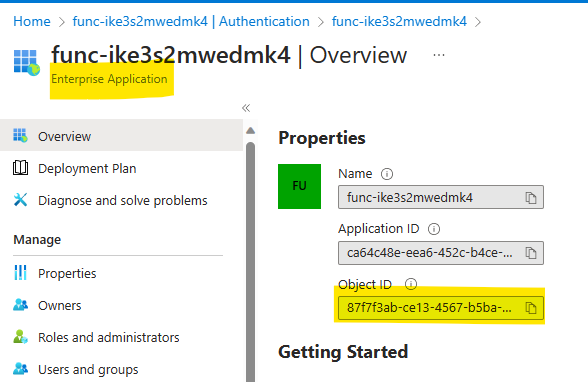 Home > func-ike3s2mwedmk4 | Authentication > func-ike3s2mwedmk4 >
func-ike3s2mwedmk4 | Overview ...
Enterprise Application
«
Overview
Deployment Plan
Diagnose and solve problems
Manage
Properties
Owners
Roles and administrators
Users and groups
Properties
FU
Name
func-ike3s2mwedmk4
Application ID
ca64c48e-eea6-452c-b4ce-...
Object ID
87f7f3ab-ce13-4567-b5ba-...
Getting Started